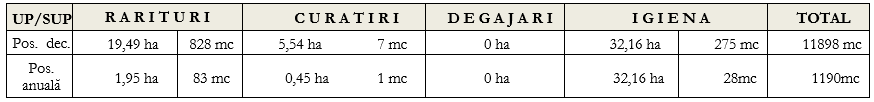 UP/SUP RARITURI CURATIRI DEGAJARI IGIENA TOTAL
Pos. dec. 19,49 ha 828 mc 5,54 ha 7 mc 0 ha 32,16 ha 275 mc 11898 mc
Pos. anuală 1,95 ha 83 mc 0,45 ha 1 mc 0 ha 32,16 ha 28mc 1190mc